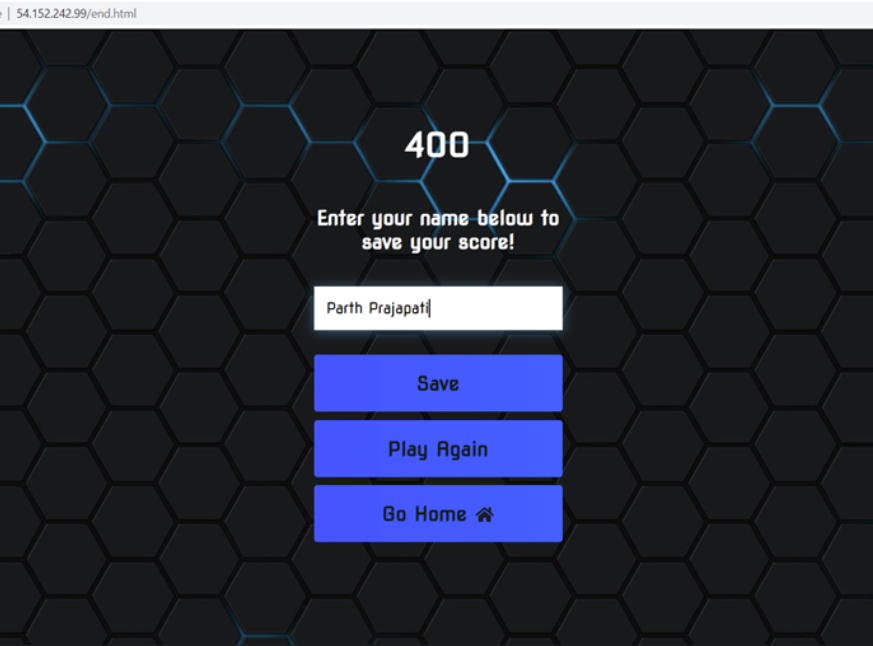 54.152.242.99/end.html
400
Enter your name below to
save your score!
Parth Prajapati
Save
Play Again
Go Home